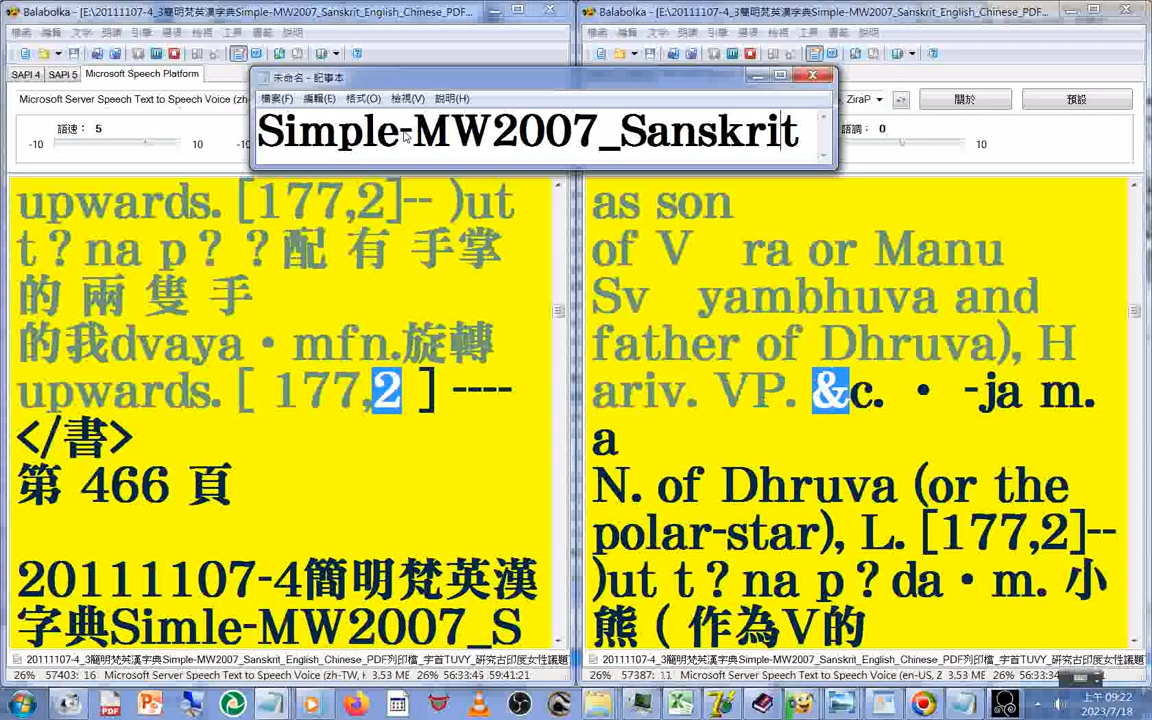 Balabolka - [E:\20111107-4_3簡明梵英漢字典Simple-MW2007_Sanskrit_English_Chinese_PDF...
Balabolka - [E:\20111107-4_3簡明梵英漢字典Simple-MW2007_Sanskrit_English_Chinese_PDF...
SAPI 4 SAPI 5 Microsoft Speech Platform
未命名 - 記事本
Microsoft Server Speech Text to Speech Voice (zh-
檔案(F) 編輯(E) 格式(O) 檢視(V) 說明(H)
, ZiraP
關於
預設
語速： 5
語調： 0
-10
10
10
Simple-MW2007_Sanskrit
upwards. [177,2]-- )ut
t ? na p ? ? 配 有 手掌
的 兩 隻 手
的我dvaya • mfn.旋轉
upwards. [ 177,2 ] ----
</書>
第 466 頁
20111107-4簡明梵英漢
字典Simle-MW2007_S
as son
of V ra or Manu
Sv yambhuva and
father of Dhruva), H
ariv. VP. &c. • -ja m.
a
N. of Dhruva (or the
polar-star), L. [177,2]--
)ut t ? na p ? da • m. 小
熊 ( 作為V的
20111107-4_3簡明梵英漢字典Simple-MW2007_Sanskrit_English_Chinese_PDF列印檔_字首TUVY_研究古印度女性議題
20111107-4_3簡明梵英漢字典Simple-MW2007_Sanskrit_English_Chinese_PDF列印檔_字首TUVY_研究古印度女性議題
26% 57403: 16 Microsoft Server Speech Text to Speech Voice (zh-TW, H 3.53 MB 56:33:45 59:41:21
26% 57387: 11 Microsoft Server Speech Text to Speech Voice (en-US, Z 3.53 MB 56:33:34
上午 09:22
2023/7/18